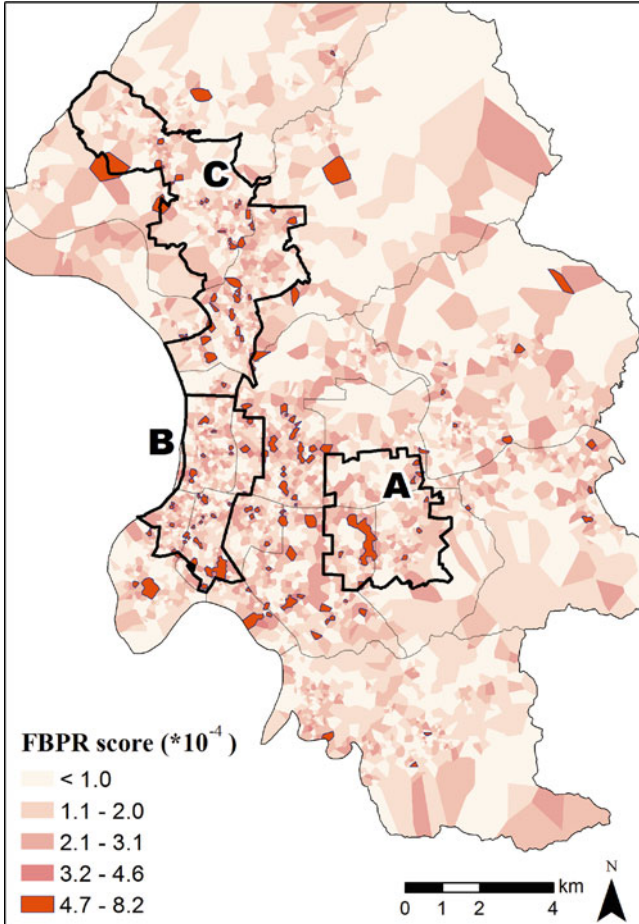 C
B
A
FBPR score (*10⁻⁴ )
< 1.0
1.1 - 2.0
2.1 - 3.1
3.2 - 4.6
4.7 - 8.2
N
km
0 1 2 4